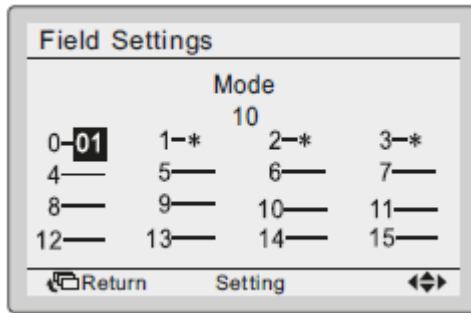 Field Settings
Mode
10
0-01 1-* 2-* 3-*
4— 5— 6— 7—
8— 9— 10— 11—
12— 13— 14— 15—
Return Setting